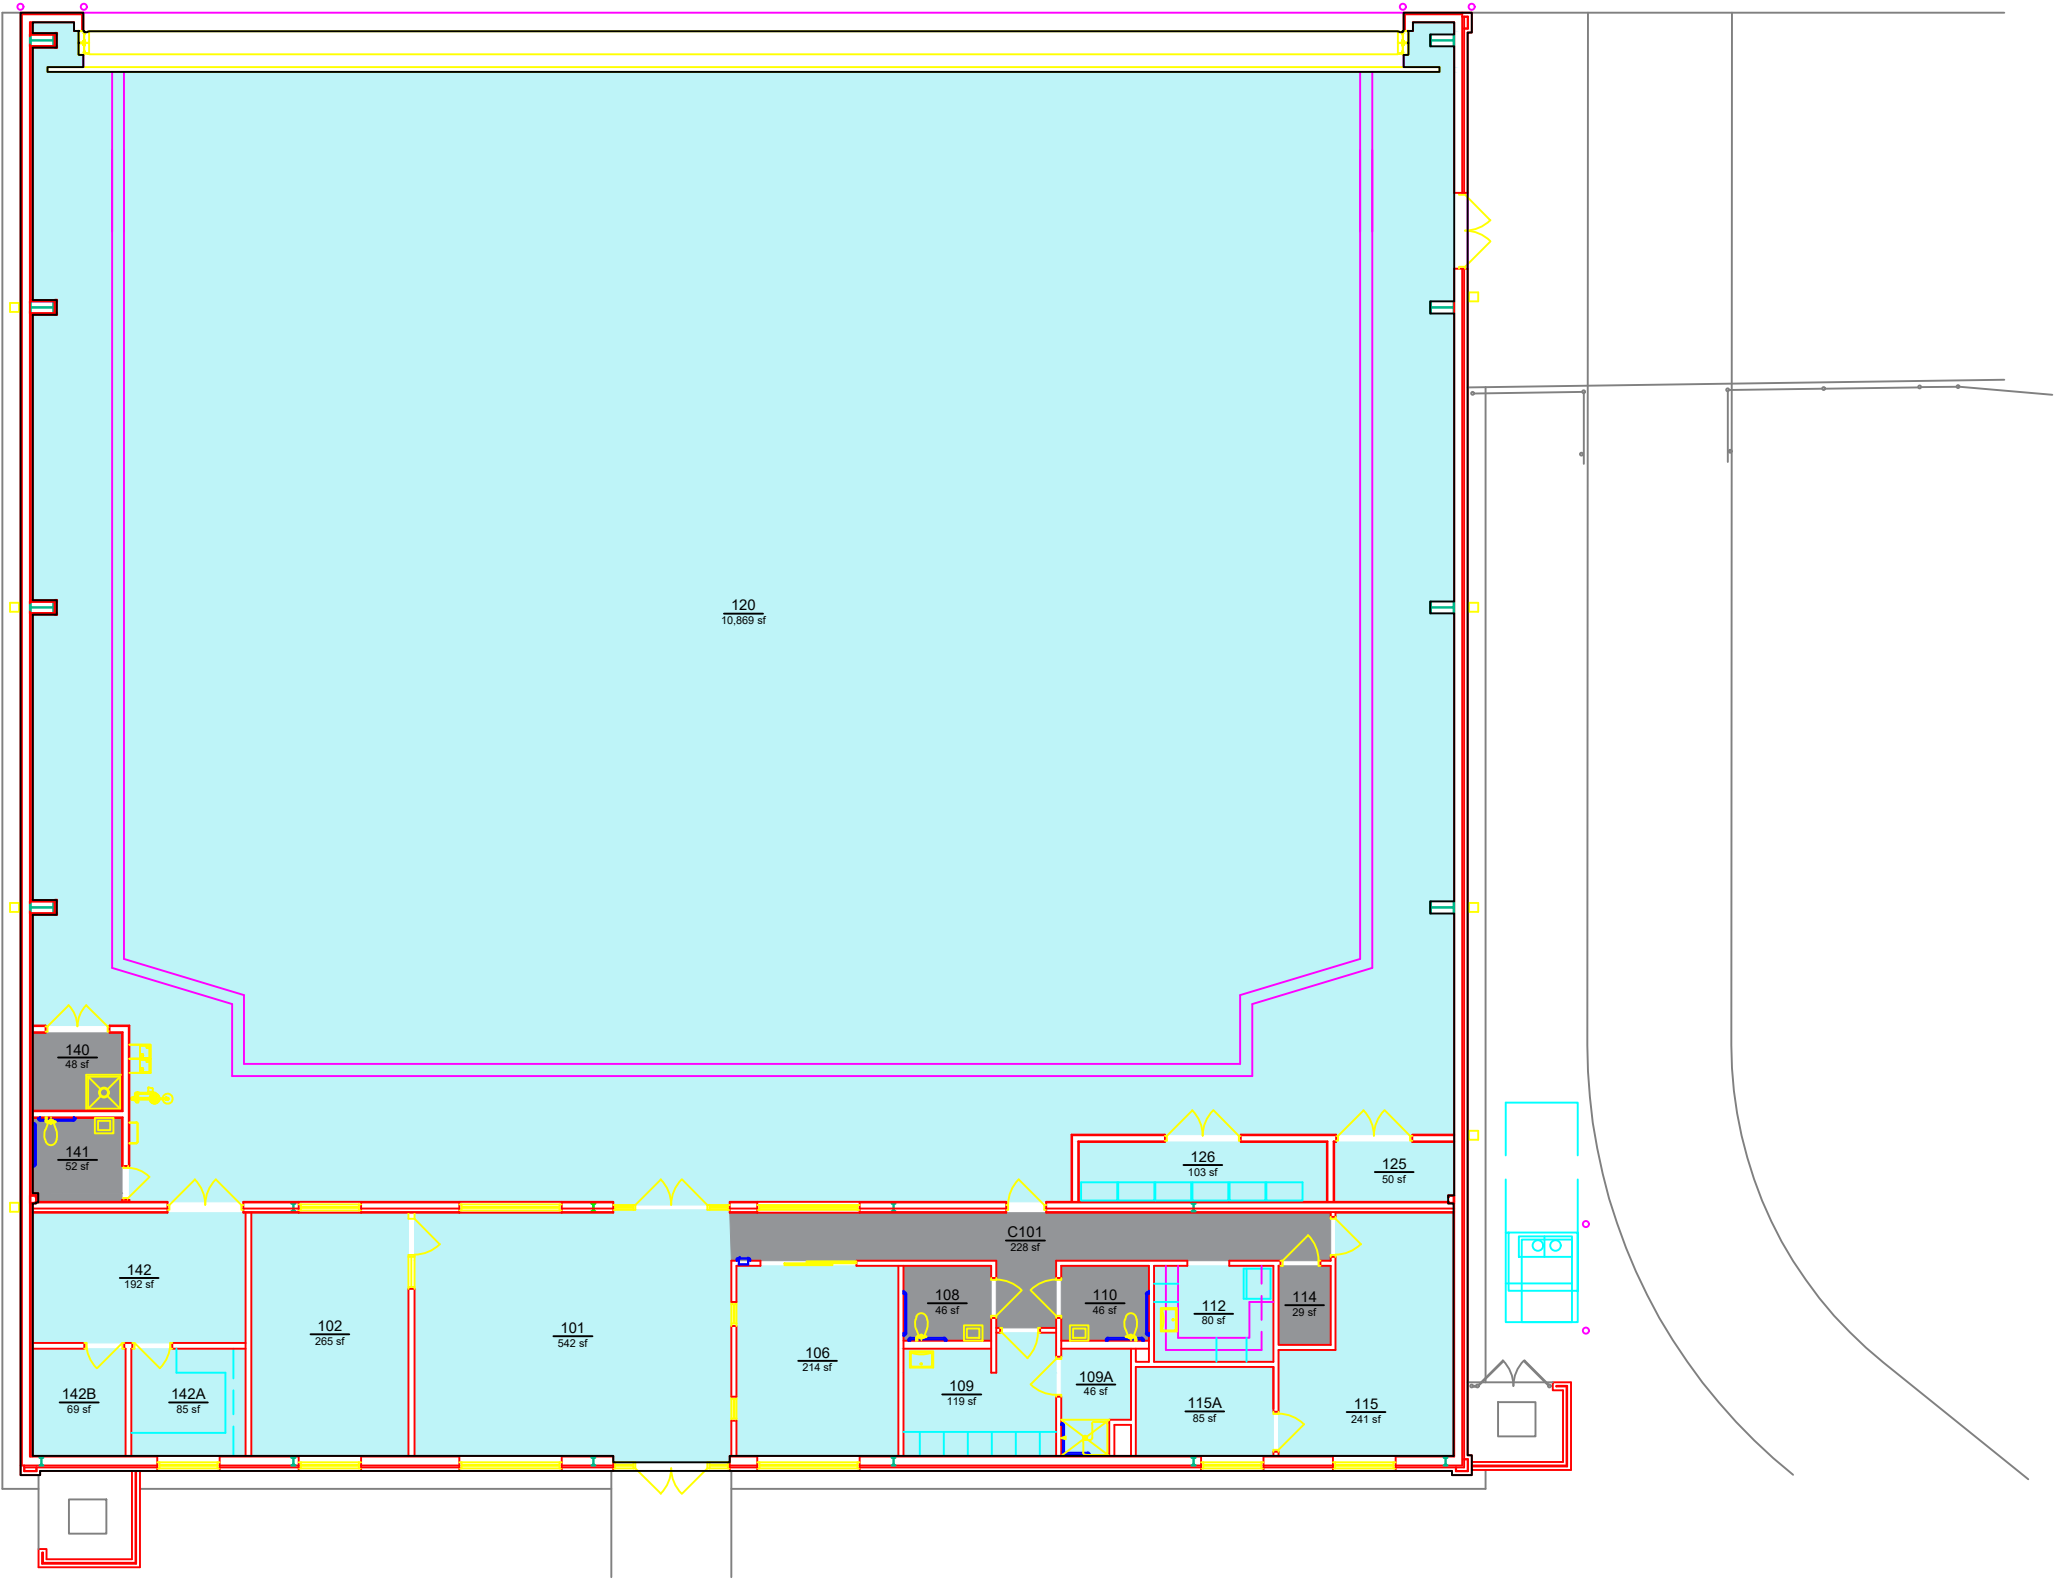 120
10,869 sf
140
48 sf
141
52 sf
126
103 sf
125
50 sf
C101
228 sf
142
192 sf
102
265 sf
101
542 sf
106
214 sf
108
46 sf
110
46 sf
112
80 sf
114
29 sf
142B
69 sf
142A
85 sf
109
119 sf
109A
46 sf
115A
85 sf
115
241 sf